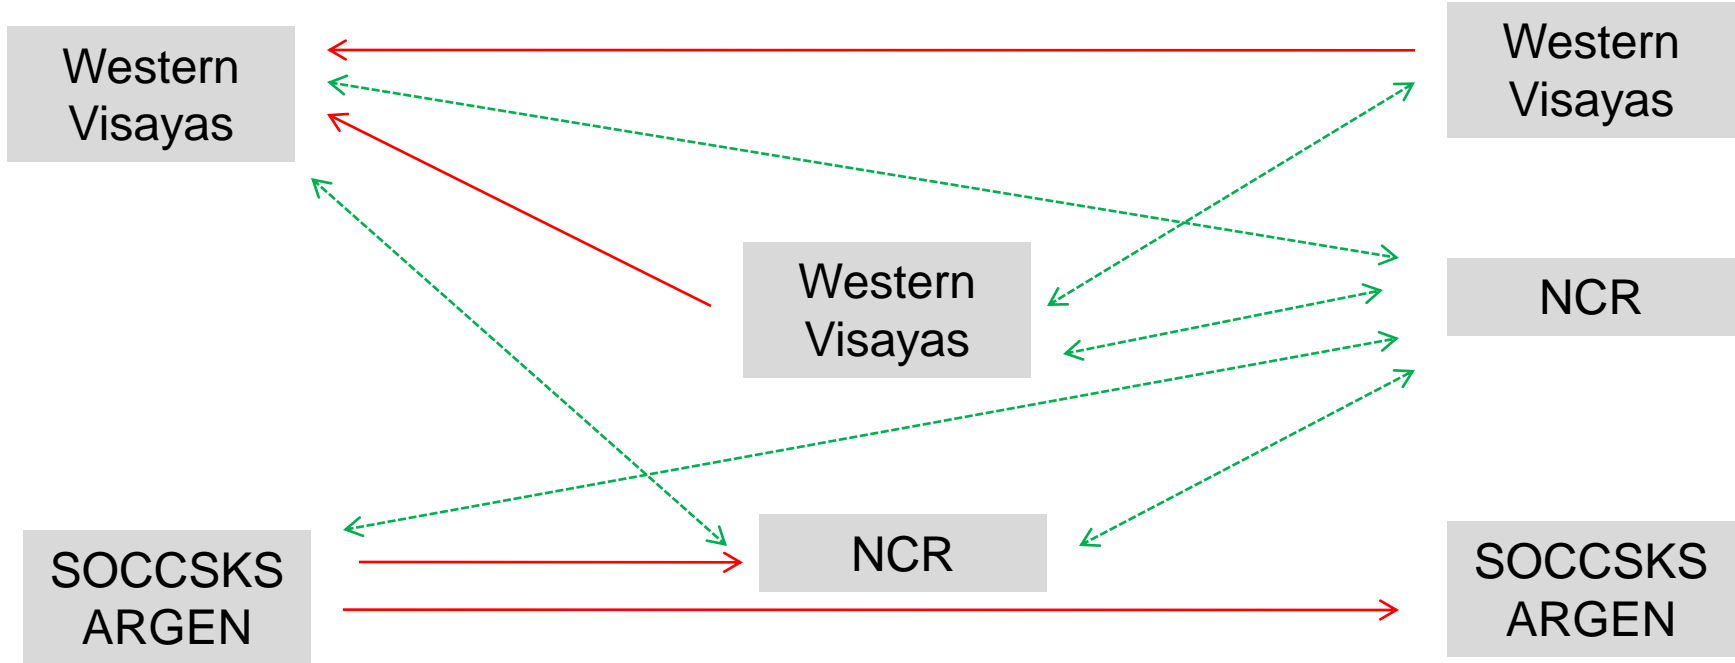 Western
Visayas
Western
Visayas
Western
Visayas
NCR
SOCCSKS
ARGEN
NCR
SOCCSKS
ARGEN